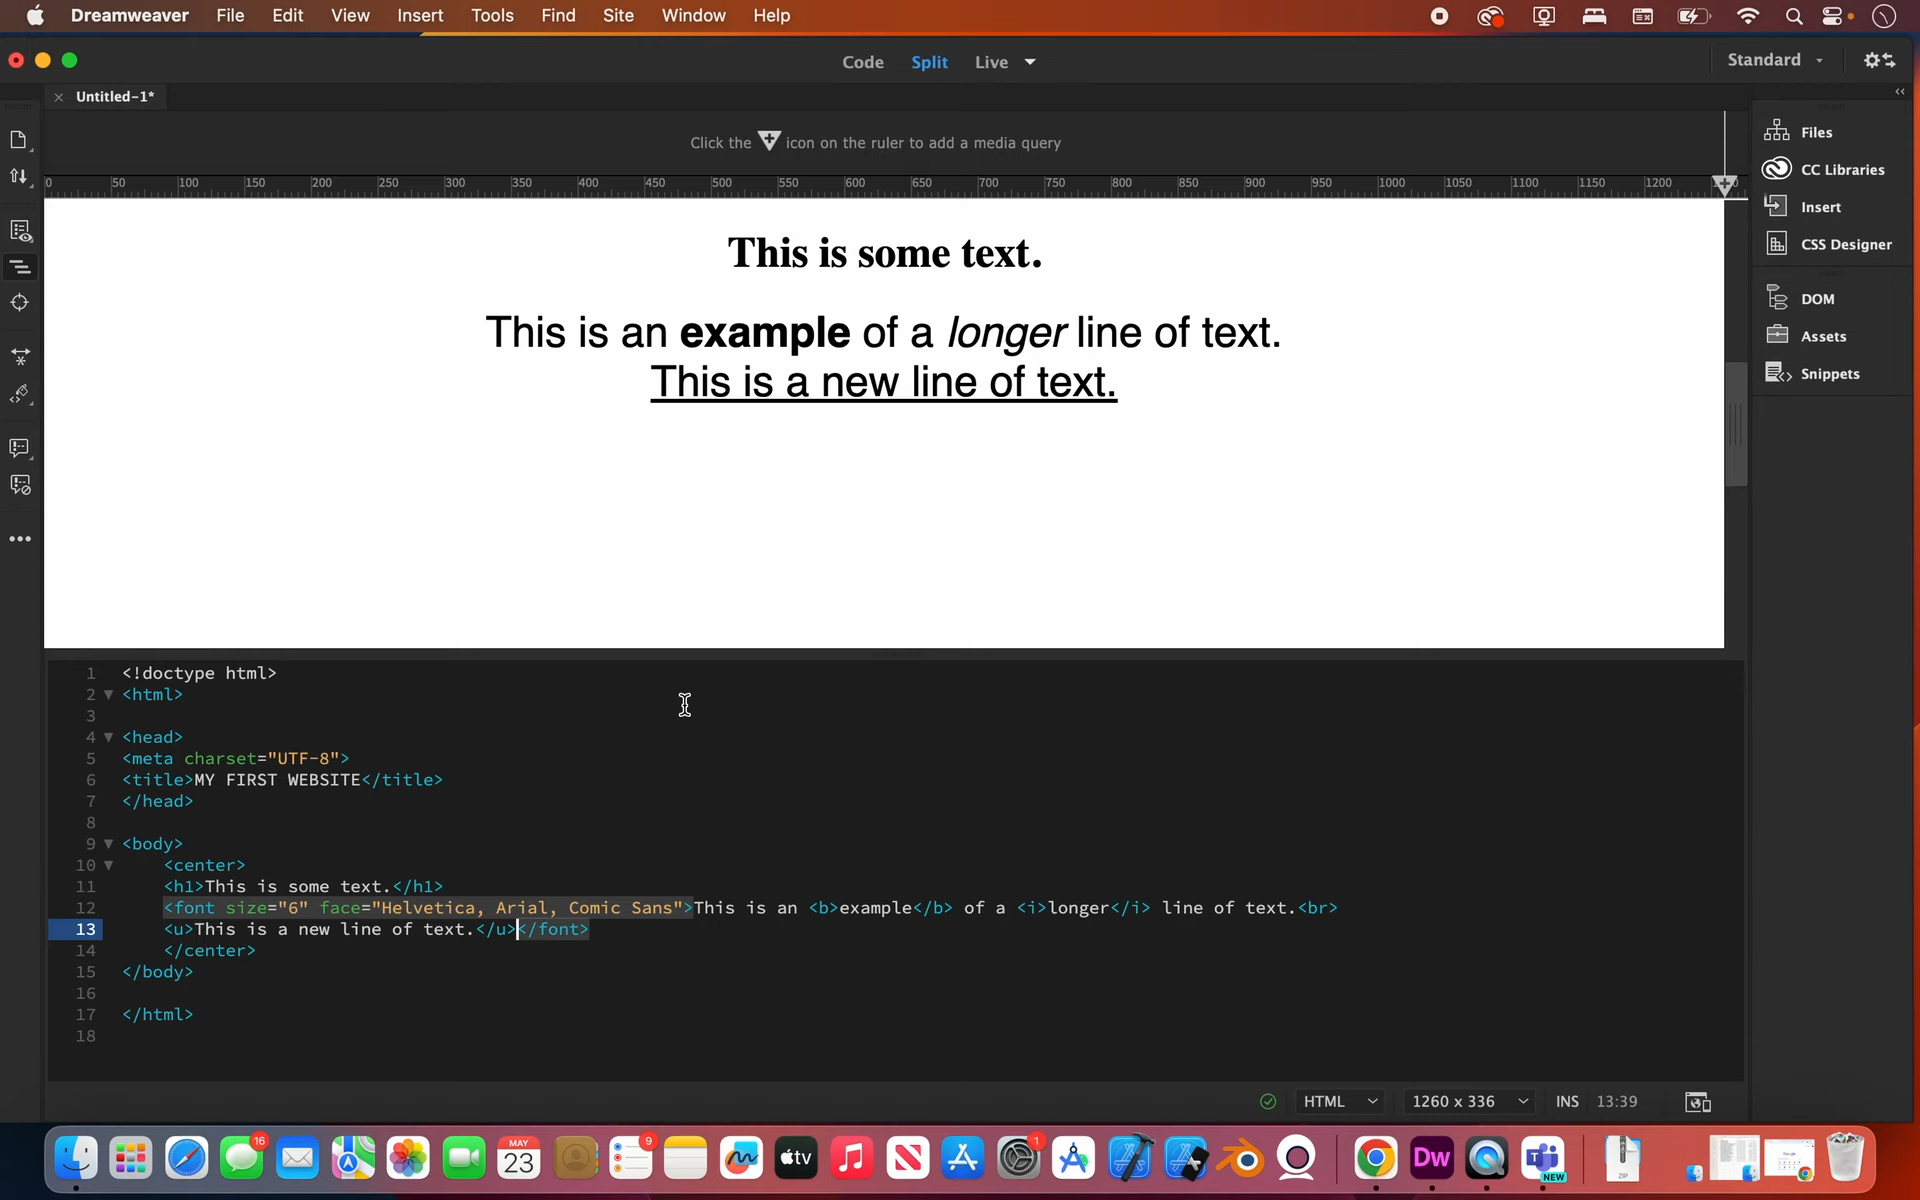 Dreamweaver File Edit View Insert Tools Find Site Window Help
Code Split Live
Standard
Untitled-1*
Click the icon on the ruler to add a media query
0 50 100 150 200 250 300 350 400 450 500 550 600 650 700 750 800 850 900 950 1000 1050 1100 1150 1200
Files
CC Libraries
Insert
CSS Designer
DOM
Assets
Snippets
This is some text.
This is an example of a longer line of text.
This is a new line of text.
1 <!doctype html>
2 <html>
3
4 <head>
5 <meta charset="UTF-8">
6 <title>MY FIRST WEBSITE</title>
7 </head>
8
9 <body>
10 <center>
11 <h1>This is some text.</h1>
12 <font size="6" face="Helvetica, Arial, Comic Sans">This is an <b>example</b> of a <i>longer</i> line of text.<br>
13 <u>This is a new line of text.</u></font>
14 </center>
15 </body>
16
17 </html>
18
HTML 1260 x 336 INS 13:39
16 MAY 23 9 tv 1 Dw NEW ZIP